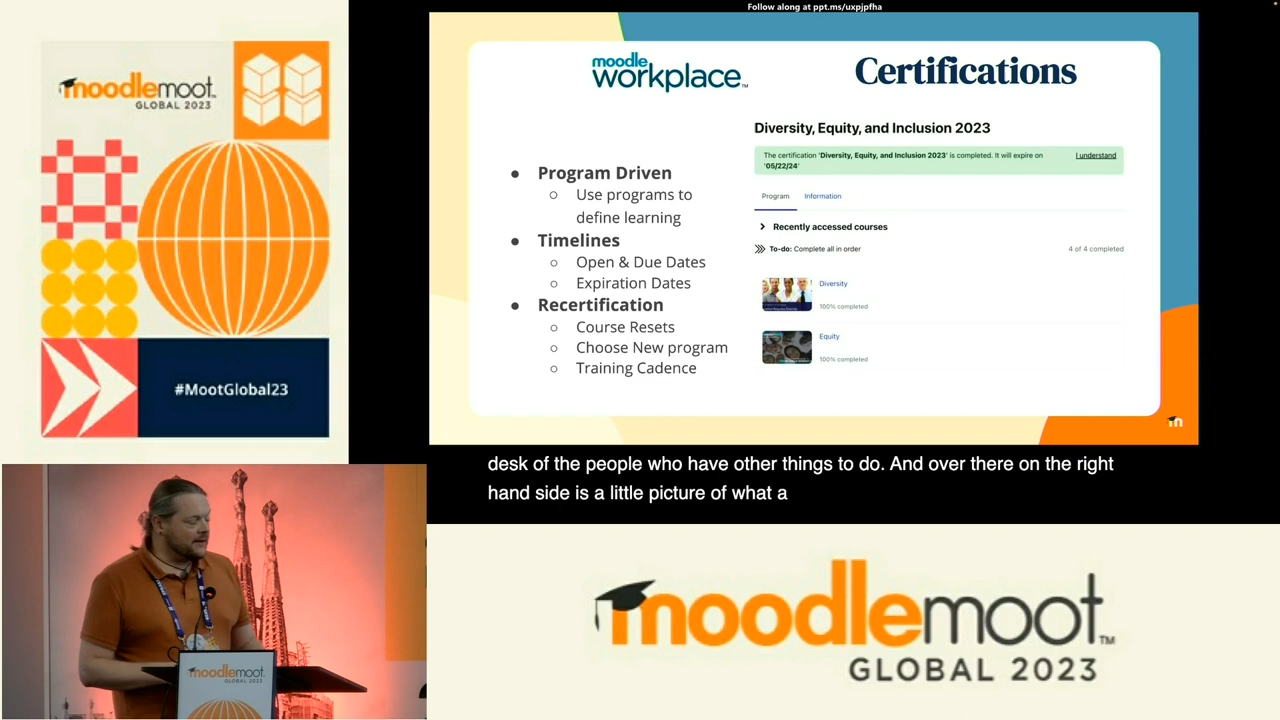 Follow along at ppt.ms/uxpjpfha
moodlemoot
GLOBAL 2023
#MootGlobal23
moodle
workplace™
Certifications
Program Driven
Use programs to
define learning
Timelines
Open & Due Dates
Expiration Dates
Recertification
Course Resets
Choose New program
Training Cadence
Diversity, Equity, and Inclusion 2023
The certification 'Diversity, Equity, and Inclusion 2023' is completed. It will expire on
'05/22/24'
I understand
Program
Information
Recently accessed courses
To-do: Complete all in order
4 of 4 completed
Diversity
100% completed
Equity
100% completed
m
desk of the people who have other things to do. And over there on the right
hand side is a little picture of what a
moodlemoot
GLOBAL 2023
moodlemoot™
GLOBAL 2023